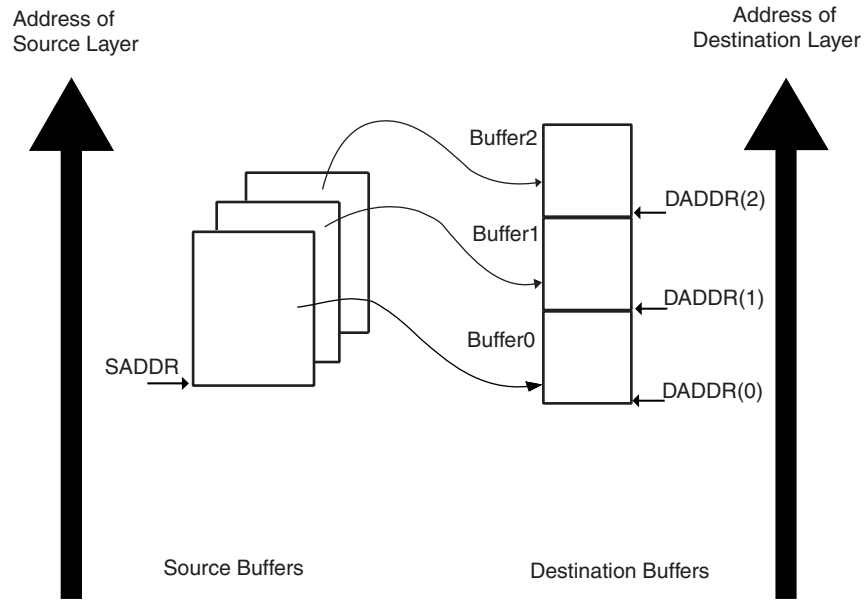 Address of
Source Layer
Address of
Destination Layer
Buffer2
DADDR(2)
Buffer1
DADDR(1)
Buffer0
SADDR
DADDR(0)
Source Buffers
Destination Buffers